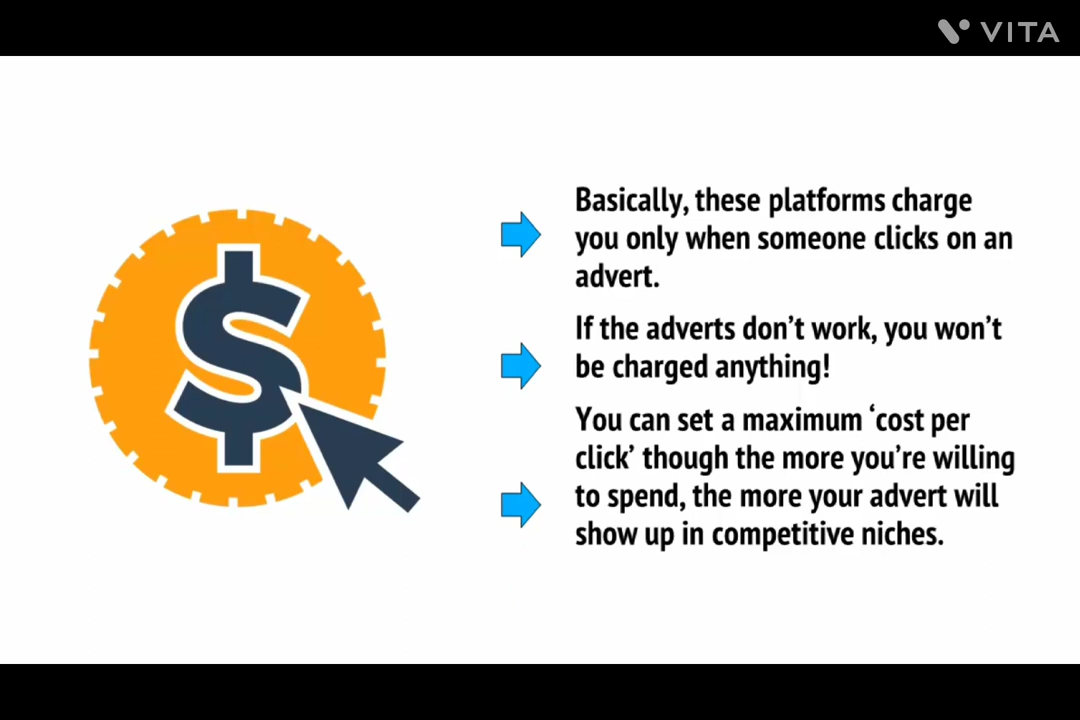 VITA
Basically, these platforms charge
you only when someone clicks on an
advert.
If the adverts don't work, you won't
be charged anything!
You can set a maximum ‘cost per
click’ though the more you're willing
to spend, the more your advert will
show up in competitive niches.